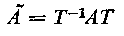 Ã = T⁻¹AT